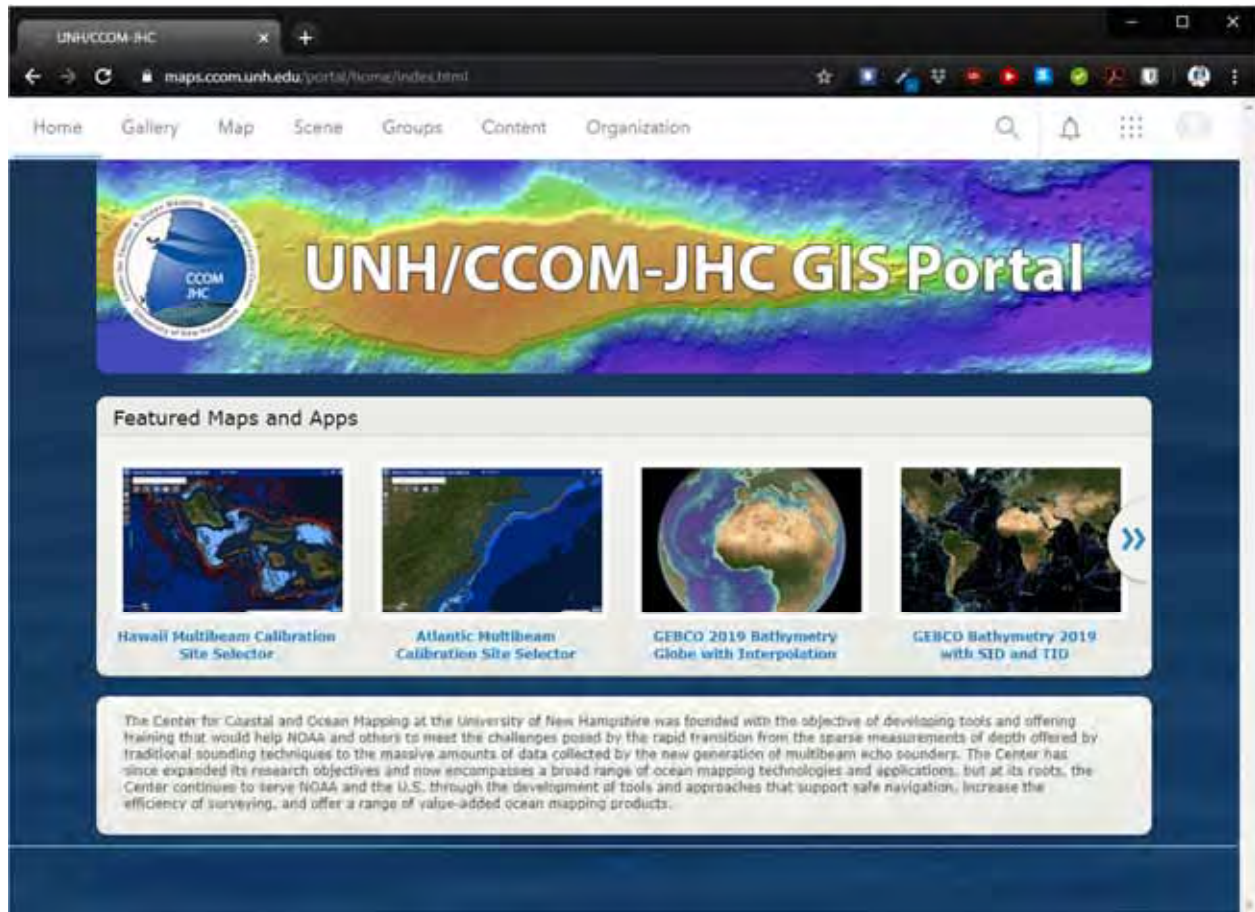 UNH/CCOM-JHC
maps.ccom.unh.edu/portal/home/index.html
Home Gallery Map Scene Groups Content Organization
CCOM
JHC
University of New Hampshire
UNH/CCOM-JHC GIS Portal
Featured Maps and Apps
Hawaii Multibeam Calibration
Site Selector
Atlantic Multibeam
Calibration Site Selector
GEBCO 2019 Bathymetry
Globe with Interpolation
GEBCO Bathymetry 2019
with SID and TID
The Center for Coastal and Ocean Mapping at the University of New Hampshire was founded with the objective of developing tools and offering
training that would help NOAA and others to meet the challenges posed by the rapid transition from the sparse measurements of depth offered by
traditional sounding techniques to the massive amounts of data collected by the new generation of multibeam echo sounders. The Center has
since expanded its research objectives and now encompasses a broad range of ocean mapping technologies and applications, but at its roots, the
Center continues to serve NOAA and the U.S. through the development of tools and approaches that support safe navigation, increase the
efficiency of surveying, and offer a range of value-added ocean mapping products.